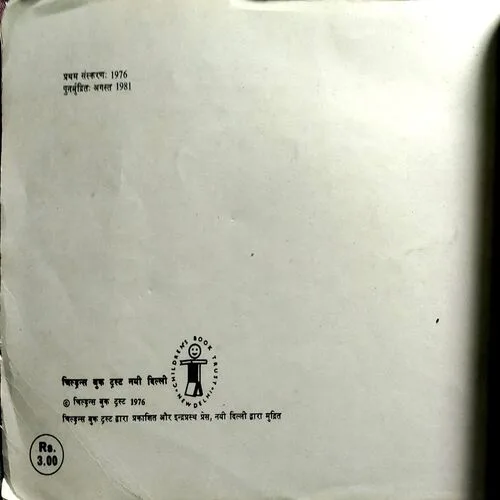 प्रथम संस्करण: 1976
पुनर्मुद्रित: अगस्त 1981
CHILDREN'S BOOK TRUST • NEW DELHI •
चिल्ड्रन्स बुक ट्रस्ट नयी दिल्ली
© चिल्ड्रन्स बुक ट्रस्ट 1976
चिल्ड्रन्स बुक ट्रस्ट द्वारा प्रकाशित और इन्द्रप्रस्थ प्रेस, नयी दिल्ली द्वारा मुद्रित
Rs.
3.00